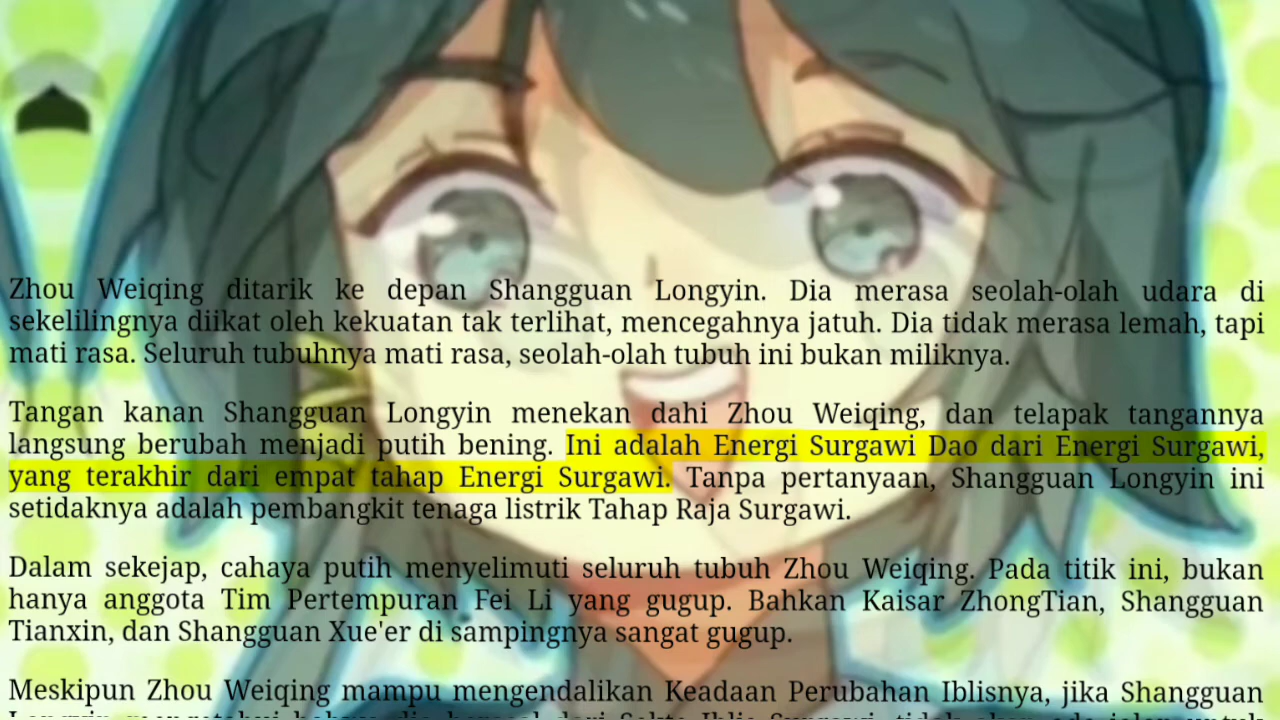 Zhou Weiqing ditarik ke depan Shangguan Longyin. Dia merasa seolah-olah udara di
sekelilingnya diikat oleh kekuatan tak terlihat, mencegahnya jatuh. Dia tidak merasa lemah, tapi
mati rasa. Seluruh tubuhnya mati rasa, seolah-olah tubuh ini bukan miliknya.
Tangan kanan Shangguan Longyin menekan dahi Zhou Weiqing, dan telapak tangannya
langsung berubah menjadi putih bening. Ini adalah Energi Surgawi Dao dari Energi Surgawi,
yang terakhir dari empat tahap Energi Surgawi. Tanpa pertanyaan, Shangguan Longyin ini
setidaknya adalah pembangkit tenaga listrik Tahap Raja Surgawi.
Dalam sekejap, cahaya putih menyelimuti seluruh tubuh Zhou Weiqing. Pada titik ini, bukan
hanya anggota Tim Pertempuran Fei Li yang gugup. Bahkan Kaisar ZhongTian, Shangguan
Tianxin, dan Shangguan Xue'er di sampingnya sangat gugup.
Meskipun Zhou Weiqing mampu mengendalikan Keadaan Perubahan Iblisnya, jika Shangguan